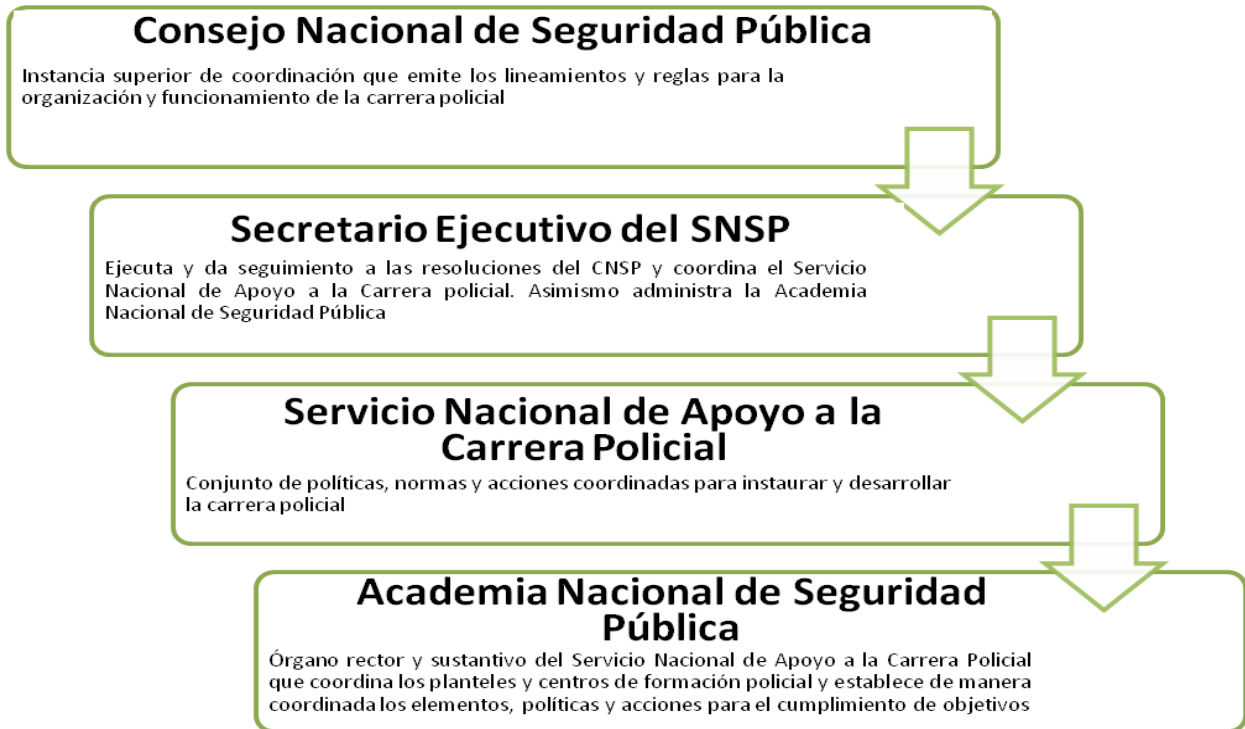 Consejo Nacional de Seguridad Pública
Instancia superior de coordinación que emite los lineamientos y reglas para la
organización y funcionamiento de la carrera policial
Secretario Ejecutivo del SNSP
Ejecuta y da seguimiento a las resoluciones del CNSP y coordina el Servicio
Nacional de Apoyo a la Carrera policial. Asimismo administra la Academia
Nacional de Seguridad Pública
Servicio Nacional de Apoyo a la
Carrera Policial
Conjunto de políticas, normas y acciones coordinadas para instaurar y desarrollar
la carrera policial
Academia Nacional de Seguridad
Pública
Órgano rector y sustantivo del Servicio Nacional de Apoyo a la Carrera Policial
que coordina los planteles y centros de formación policial y establece de manera
coordinada los elementos, políticas y acciones para el cumplimiento de objetivos